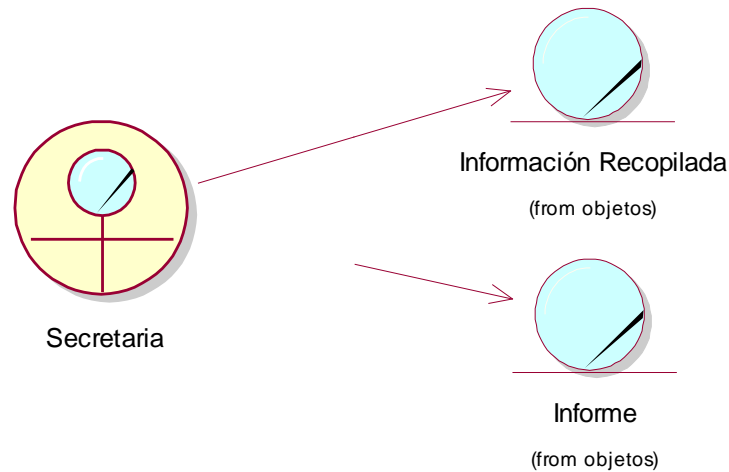 Información Recopilada
(from objetos)
Secretaria
Informe
(from objetos)